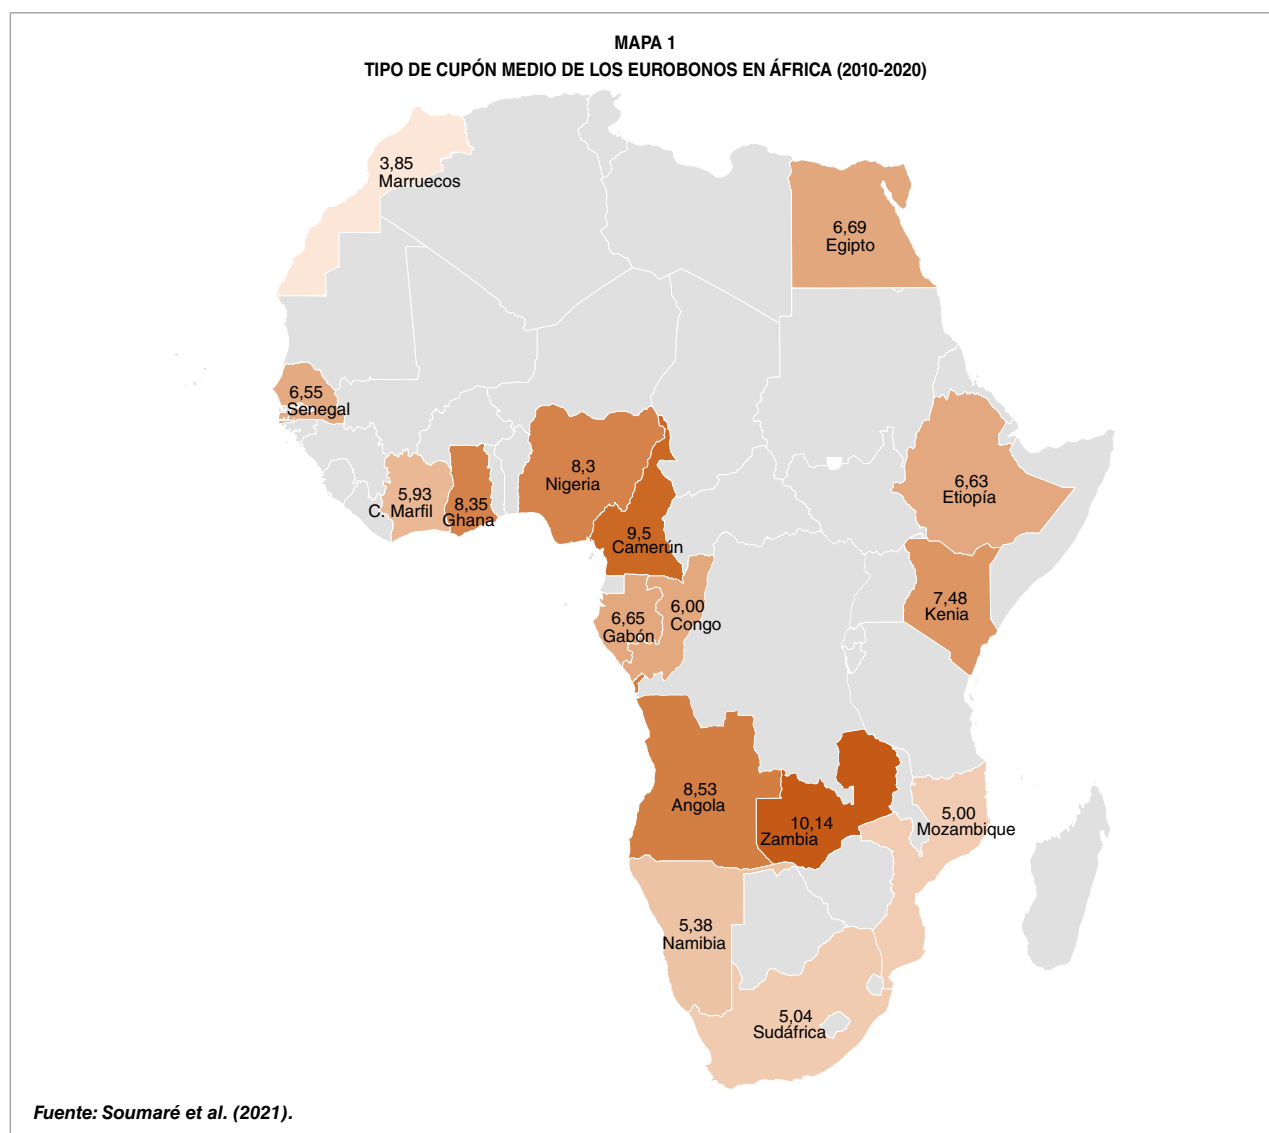 MAPA 1
TIPO DE CUPÓN MEDIO DE LOS EUROBONOS EN ÁFRICA (2010-2020)
3,85
Marruecos
6,69
Egipto
6,55
Senegal
5,93
C. Marfil
8,35
Ghana
8,3
Nigeria
9,5
Camerún
6,63
Etiopía
7,48
Kenia
6,65
Gabón
6,00
Congo
8,53
Angola
10,14
Zambia
5,00
Mozambique
5,38
Namibia
5,04
Sudáfrica
Fuente: Soumaré et al. (2021).